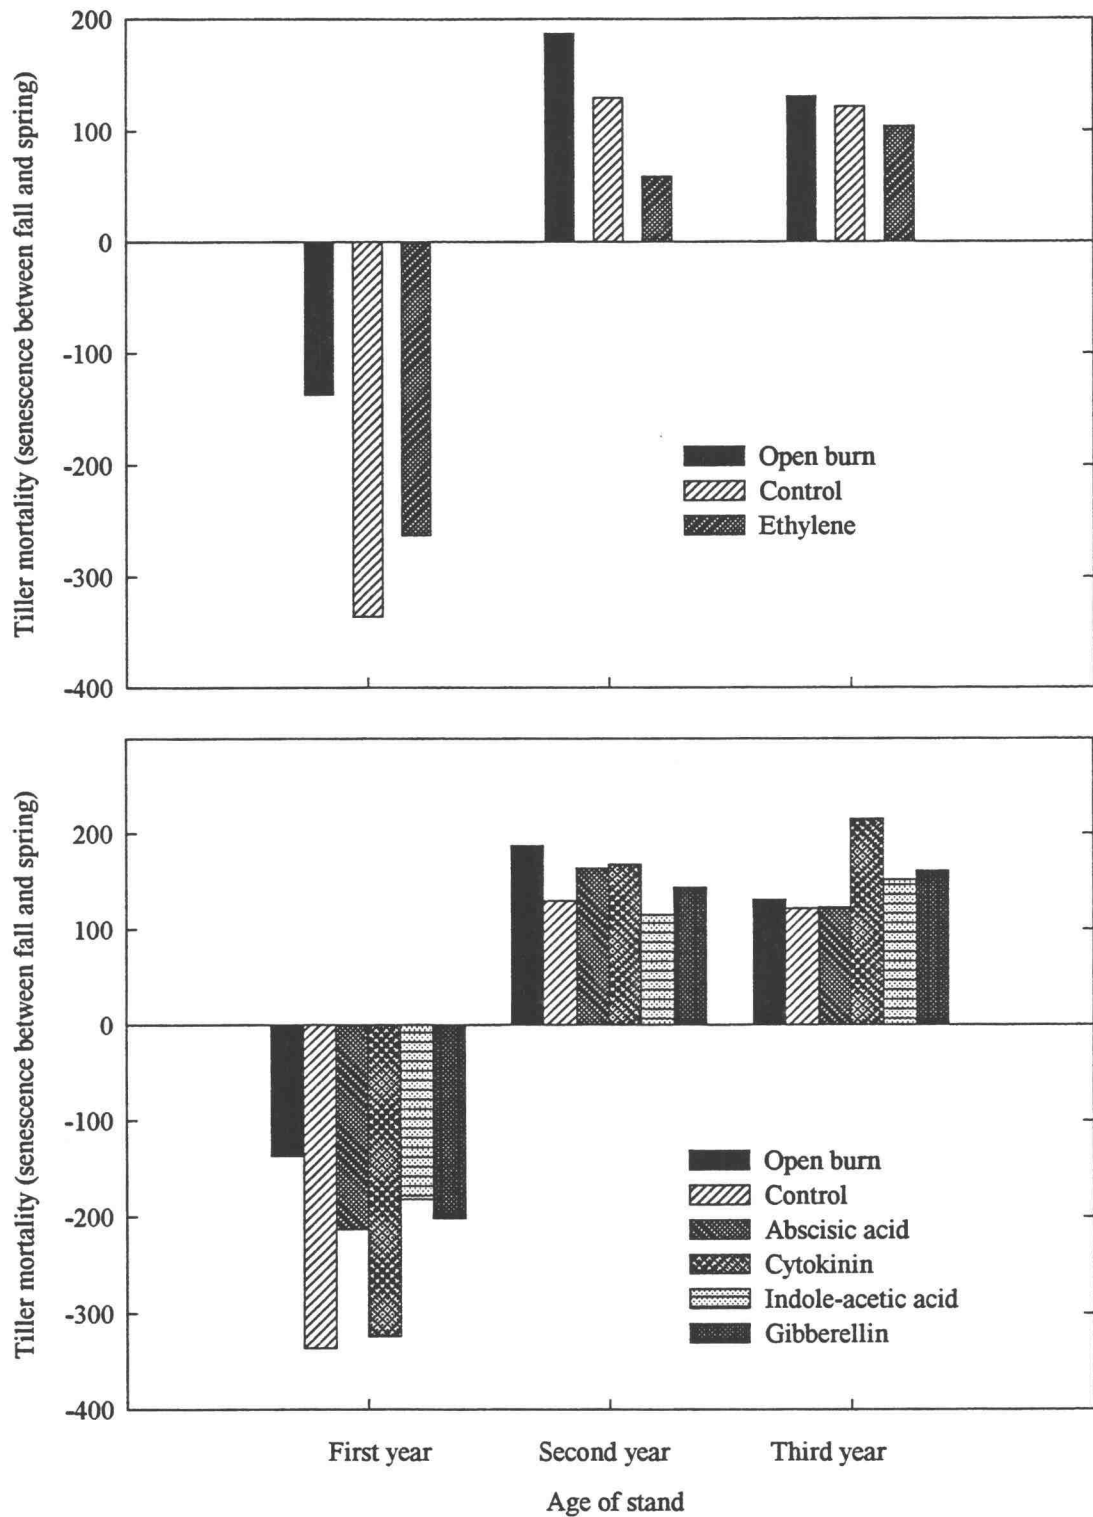 Tiller mortality (senescence between fall and spring)
200
100
0
-100
-200
-300
-400
Open burn
Control
Ethylene
Tiller mortality (senescence between fall and spring)
200
100
0
-100
-200
-300
-400
Open burn
Control
Abscisic acid
Cytokinin
Indole-acetic acid
Gibberellin
First year Second year Third year
Age of stand